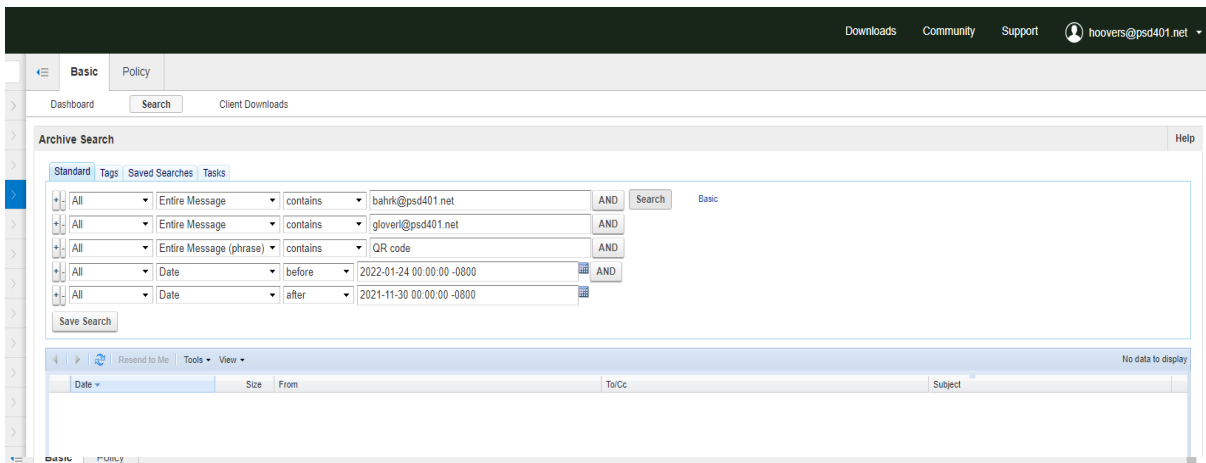 Downloads Community Support hoovers@psd401.net
Basic Policy
Dashboard Search Client Downloads
Archive Search Help
Standard Tags Saved Searches Tasks
+ - All Entire Message contains bahrk@psd401.net AND Search Basic
+ - All Entire Message contains gloverl@psd401.net AND
+ - All Entire Message (phrase) contains QR code AND
+ - All Date before 2022-01-24 00:00:00 -0800 AND
+ - All Date after 2021-11-30 00:00:00 -0800
Save Search
Resend to Me Tools View No data to display
Date Size From To/Cc Subject
Basic Policy